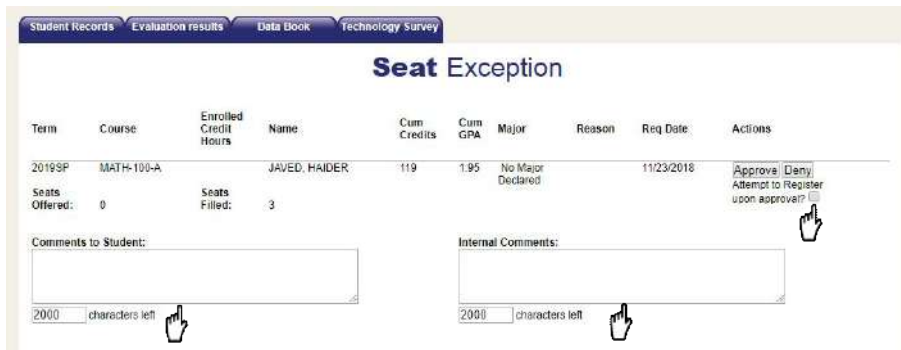 Student Records Evaluation results Data Book Technology Survey
Seat Exception
Term Course Enrolled Credit Hours Name Cum Credits Cum GPA Major Reason Req Date Actions
2019SP MATH-100-A JAVED, HAIDER 119 1.95 No Major Declared 11/23/2018 Approve Deny
Attempt to Register upon approval?
Seats Offered: 0 Seats Filled: 3
Comments to Student: Internal Comments:
2000 characters left 2000 characters left